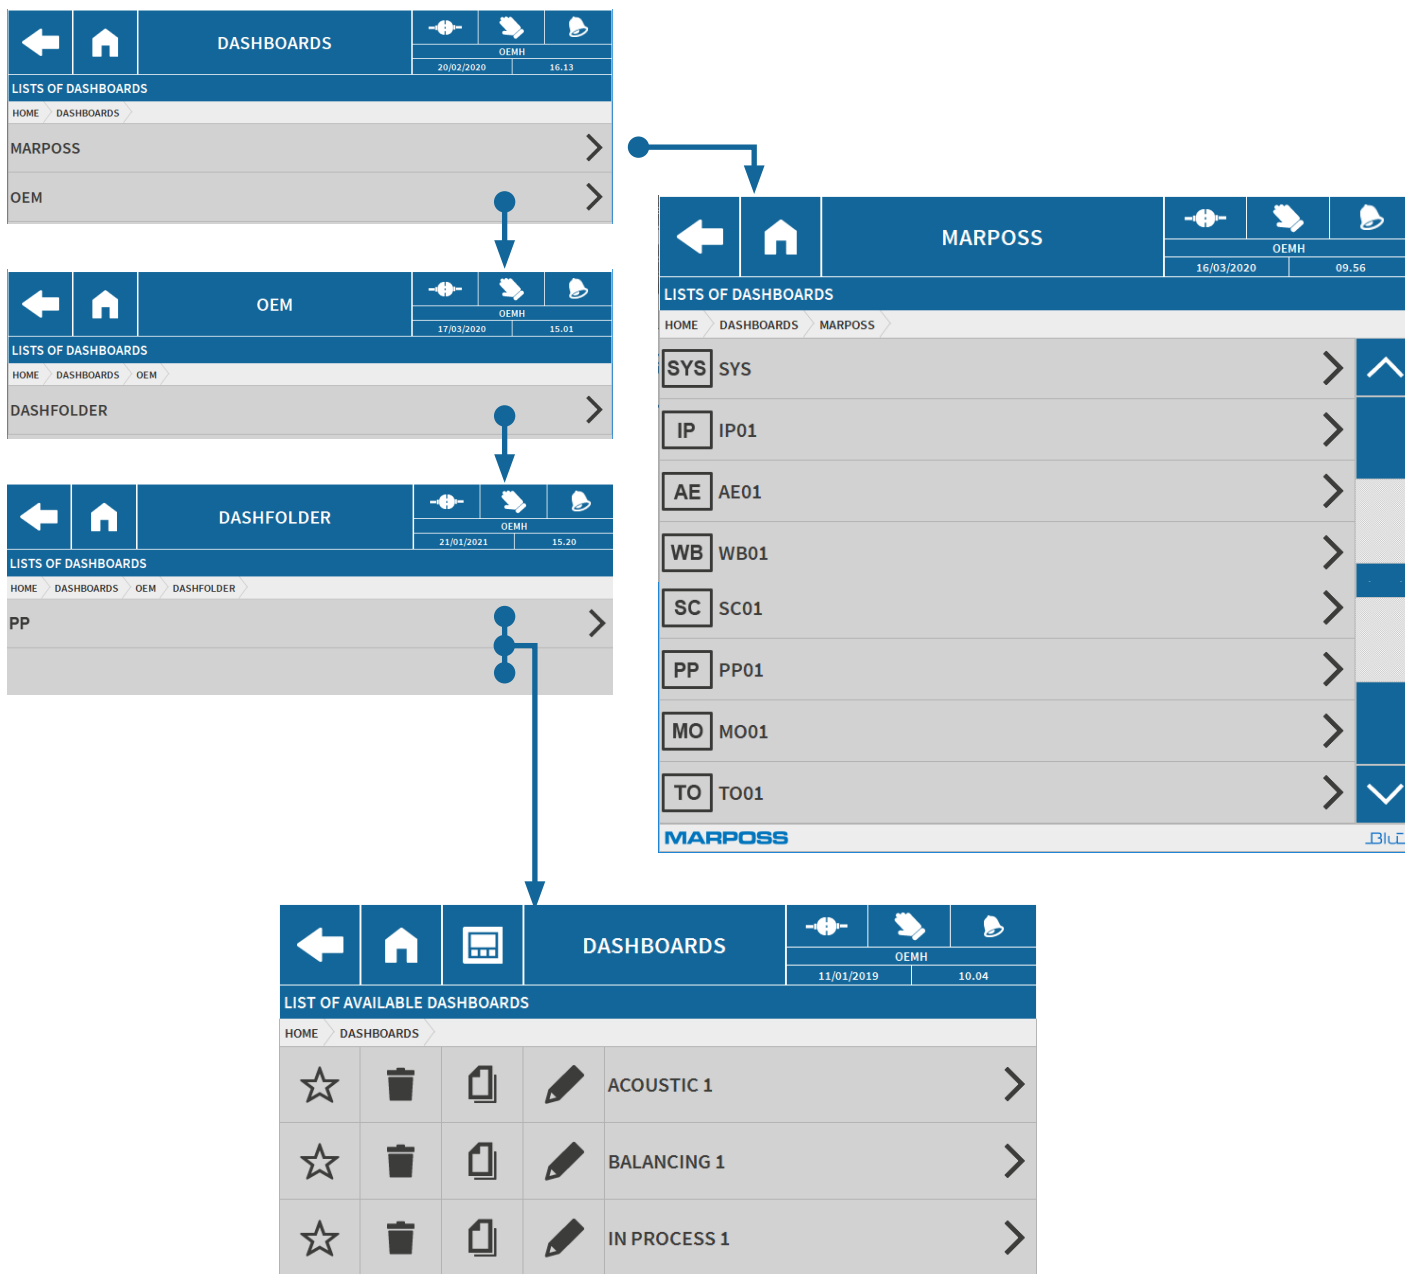 DASHBOARDS
OEMH
20/02/2020 16.13
LISTS OF DASHBOARDS
HOME DASHBOARDS
MARPOSS
OEM
OEM
OEMH
17/03/2020 15.01
LISTS OF DASHBOARDS
HOME DASHBOARDS OEM
DASHFOLDER
DASHFOLDER
OEMH
21/01/2021 15.20
LISTS OF DASHBOARDS
HOME DASHBOARDS OEM DASHFOLDER
PP
MARPOSS
OEMH
16/03/2020 09.56
LISTS OF DASHBOARDS
HOME DASHBOARDS MARPOSS
SYS SYS
IP IP01
AE AE01
WB WB01
SC SC01
PP PP01
MO MO01
TO TO01
MARPOSS Blú
DASHBOARDS
OEMH
11/01/2019 10.04
LIST OF AVAILABLE DASHBOARDS
HOME DASHBOARDS
ACOUSTIC 1
BALANCING 1
IN PROCESS 1